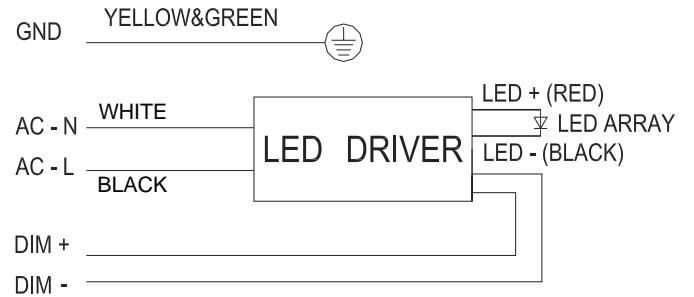 YELLOW&GREEN
GND
LED + (RED)
WHITE
AC - N
LED ARRAY
LED DRIVER
LED - (BLACK)
AC - L
BLACK
DIM +
DIM -